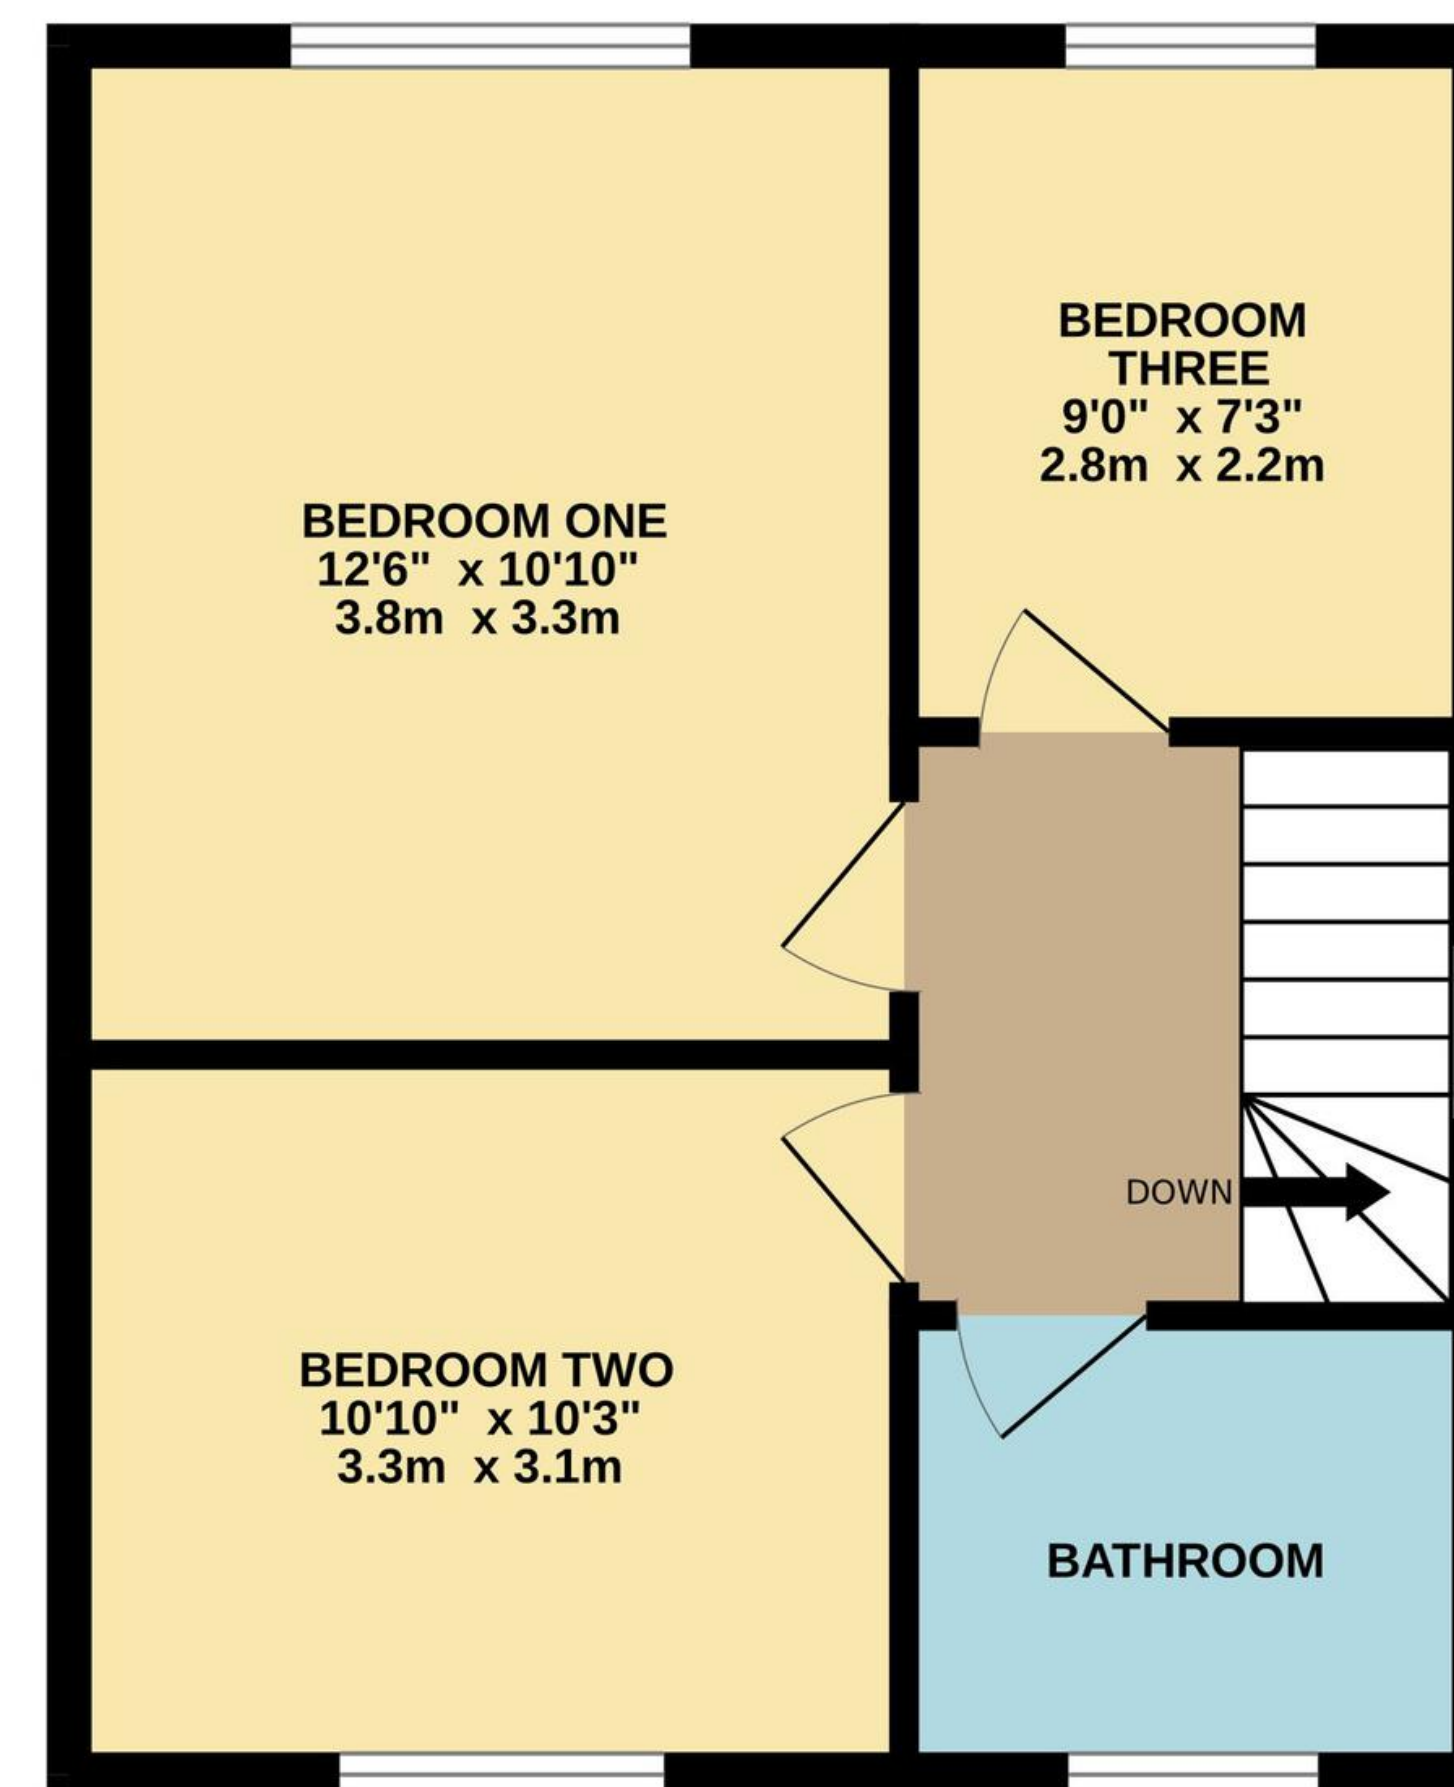 BEDROOM
THREE
9'0"  x 7'3"
2.8m  x 2.2m
BEDROOM ONE
12'6"  x 10'10"
3.8m  x 3.3m
DOWN
BEDROOM TWO
10'10"  x 10'3"
3.3m  x 3.1m
BATHROOM